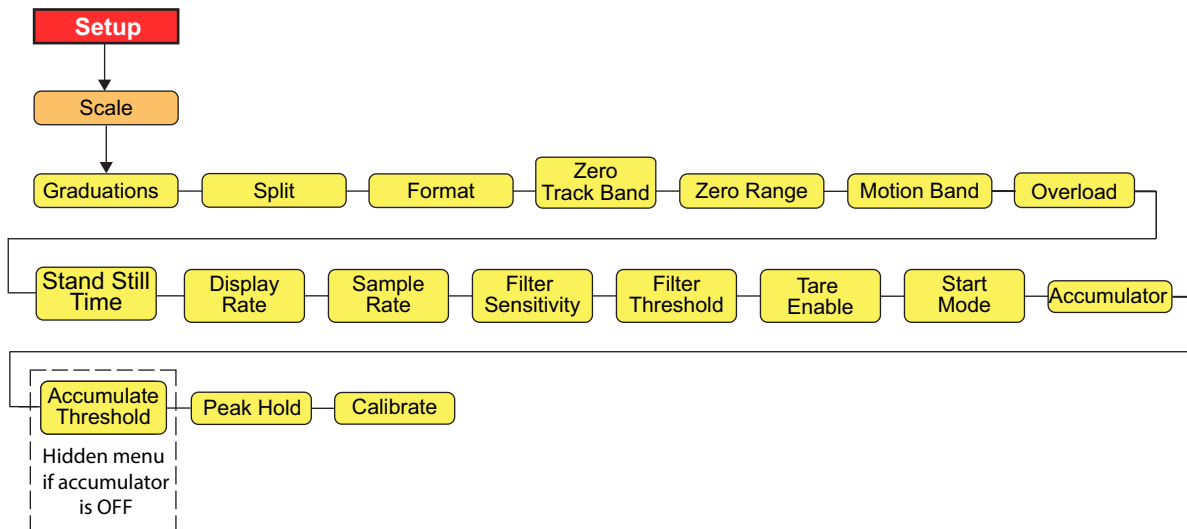 Setup
Scale
Graduations
Split
Format
Zero
Track Band
Zero Range
Motion Band
Overload
Stand Still
Time
Display
Rate
Sample
Rate
Filter
Sensitivity
Filter
Threshold
Tare
Enable
Start
Mode
Accumulator
Accumulate
Threshold
Peak Hold
Calibrate
Hidden menu
if accumulator
is OFF